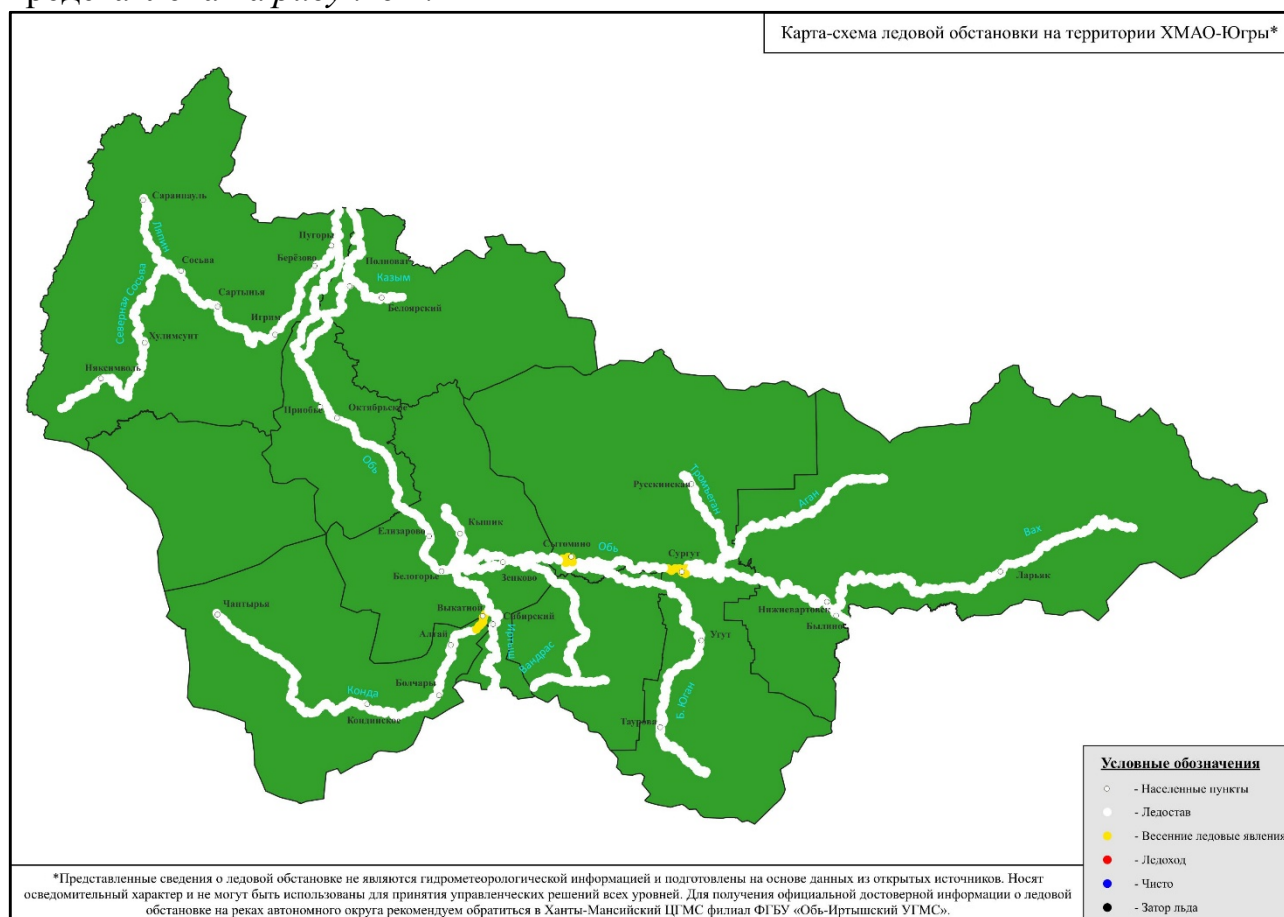 Карта-схема ледовой обстановки на территории ХМАО-Югры*
Саранпауль
Ляпин
Сосьва
Пугоры
Берёзово
Полноват
Казым
Белоярский
Сартынья
Игрим
Северная Сосьва
Хулимсунт
Няксимволь
Приобье
Октябрьское
Обь
Елизарово
Кышик
Белогорье
Зенково
Сытомино
Обь
Сургут
Русскинская
Тромъеган
Аган
Вах
Ларьяк
Нижневартовск
Былино
Чантырья
Выкатной
Сибирский
Алтай
Иртыш
Вандрас
Угут
Болчары
Конда
Кондинское
Б. Юган
Таурова
Условные обозначения
- Населенные пункты
- Ледостав
- Весенние ледовые явления
- Ледоход
- Чисто
- Затор льда
*Представленные сведения о ледовой обстановке не являются гидрометеорологической информацией и подготовлены на основе данных из открытых источников. Носят
осведомительный характер и не могут быть использованы для принятия управленческих решений всех уровней. Для получения официальной достоверной информации о ледовой
обстановке на реках автономного округа рекомендуем обратиться в Ханты-Мансийский ЦГМС филиал ФГБУ «Обь-Иртышский УГМС».